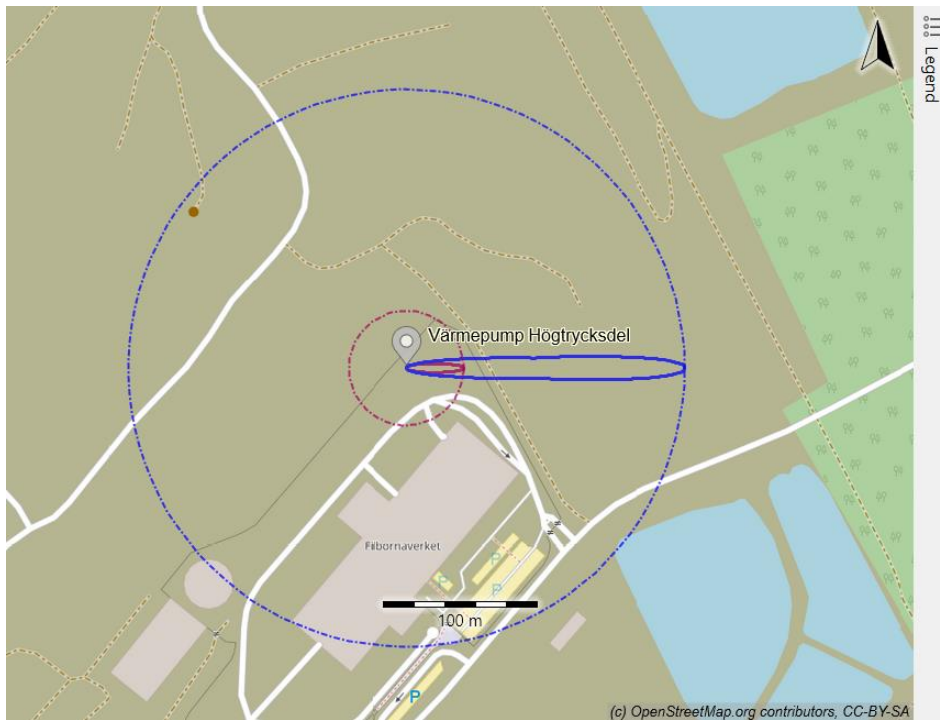 Legend
Värmepump Högtrycksdel
Filbornaverket
P
P
P
100 m
P
(c) OpenStreetMap.org contributors, CC-BY-SA